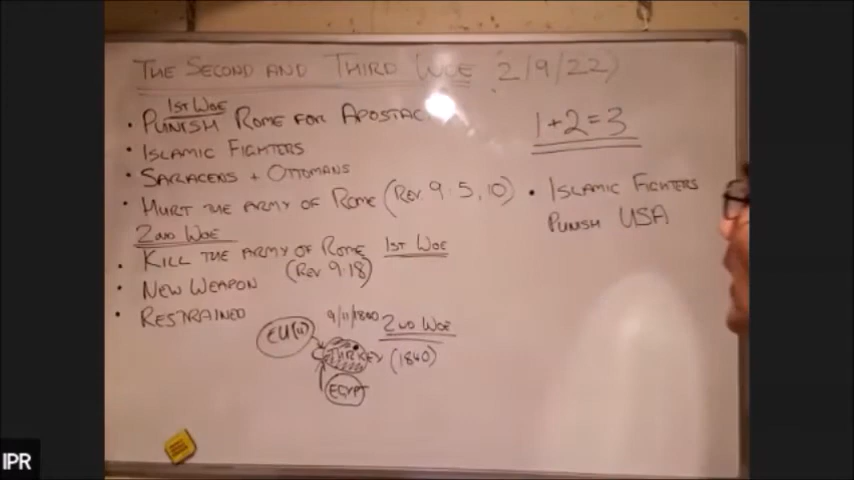 THE SECOND AND THIRD WOE 2/9/22)
1ST WOE
• PUNISH ROME FOR APOSTAC
• ISLAMIC FIGHTERS
• SARACENS + OTTOMANS
• HURT THE ARMY OF ROME (REV. 9:5,10)
2ND WOE
• KILL THE ARMY OF ROME 1ST WOE
• NEW WEAPON (REV 9:18)
• RESTRAINED
EU(4) 9/11/1840 2ND WOE
TURKEY (1840)
EGYPT
1+2=3
• ISLAMIC FIGHTERS
PUNISH USA
IPR